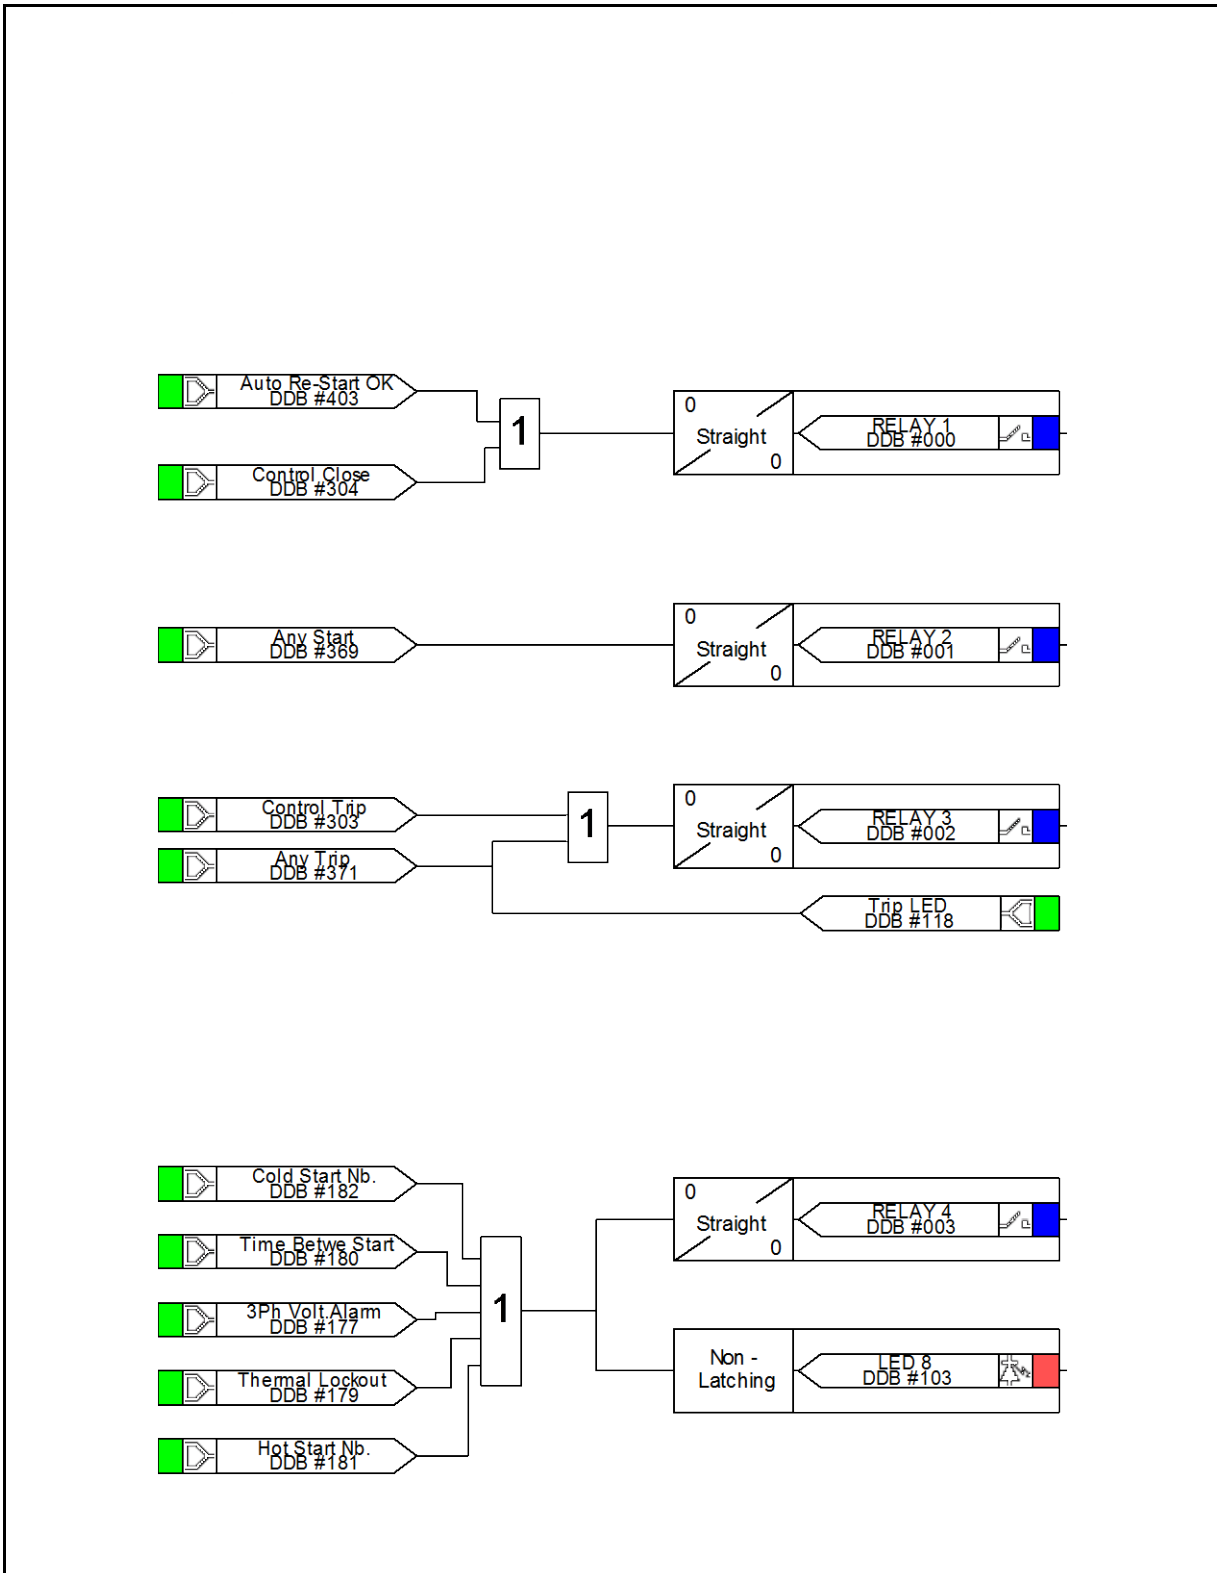 Auto Re-Start OK
DDB #403
Control Close
DDB #304
1
0
Straight
0
RELAY 1
DDB #000
Any Start
DDB #369
0
Straight
0
RELAY 2
DDB #001
Control Trip
DDB #303
Any Trip
DDB #371
1
0
Straight
0
RELAY 3
DDB #002
Trip LED
DDB #118
Cold Start Nb.
DDB #182
Time Betwe Start
DDB #180
3Ph Volt.Alarm
DDB #177
Thermal Lockout
DDB #179
Hot Start Nb.
DDB #181
1
0
Straight
0
RELAY 4
DDB #003
Non -
Latching
LED 8
DDB #103